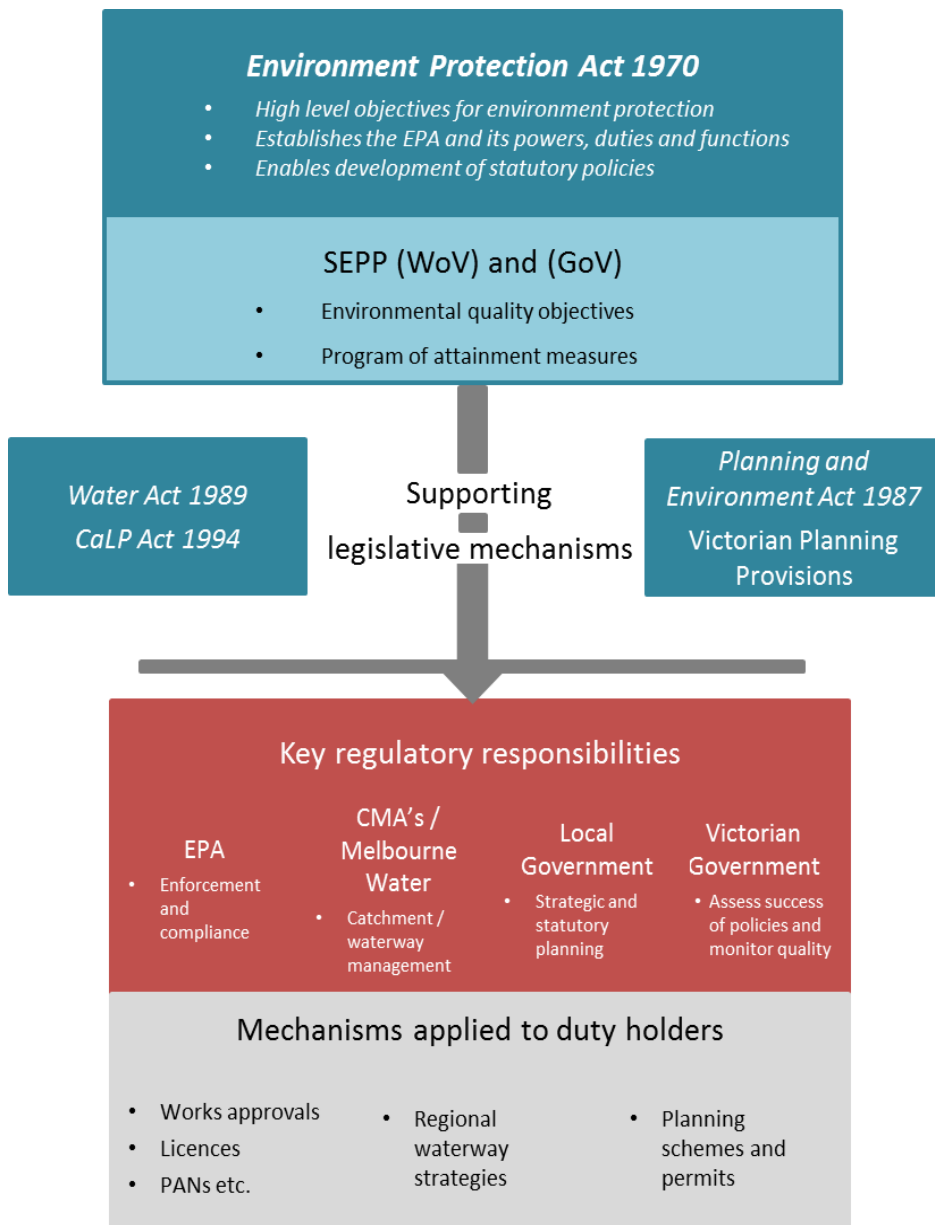 Environment Protection Act 1970
• High level objectives for environment protection
• Establishes the EPA and its powers, duties and functions
• Enables development of statutory policies
SEPP (WoV) and (GoV)
• Environmental quality objectives
• Program of attainment measures
Water Act 1989
CaLP Act 1994
Supporting
legislative mechanisms
Planning and
Environment Act 1987
Victorian Planning
Provisions
Key regulatory responsibilities
EPA
• Enforcement
and
compliance
CMA's /
Melbourne
Water
• Catchment /
waterway
management
Local
Government
• Strategic and
statutory
planning
Victorian
Government
• Assess success
of policies and
monitor quality
Mechanisms applied to duty holders
• Works approvals
• Licences
• PANs etc.
• Regional
waterway
strategies
• Planning
schemes and
permits